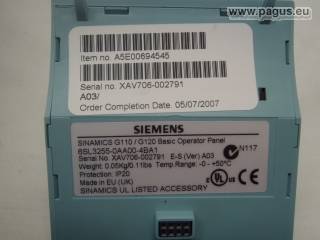 www.pagus.eu
Item no. A5E00694545
Serial no. XAV706-002791
A03/
Order Completion Date. 05/07/2007
SIEMENS
SINAMICS G110 / G120 Basic Operator Panel
6SL3255-0AA00-4BA1
Serial No. XAV706-002791 E-S (Ver) A03
Weight: 0.05Kg/0.11lbs Temp Range: -0 - +50°C
Protection: IP20
Made in EU (UK)
SINAMICS UL LISTED ACCESSORY
N117